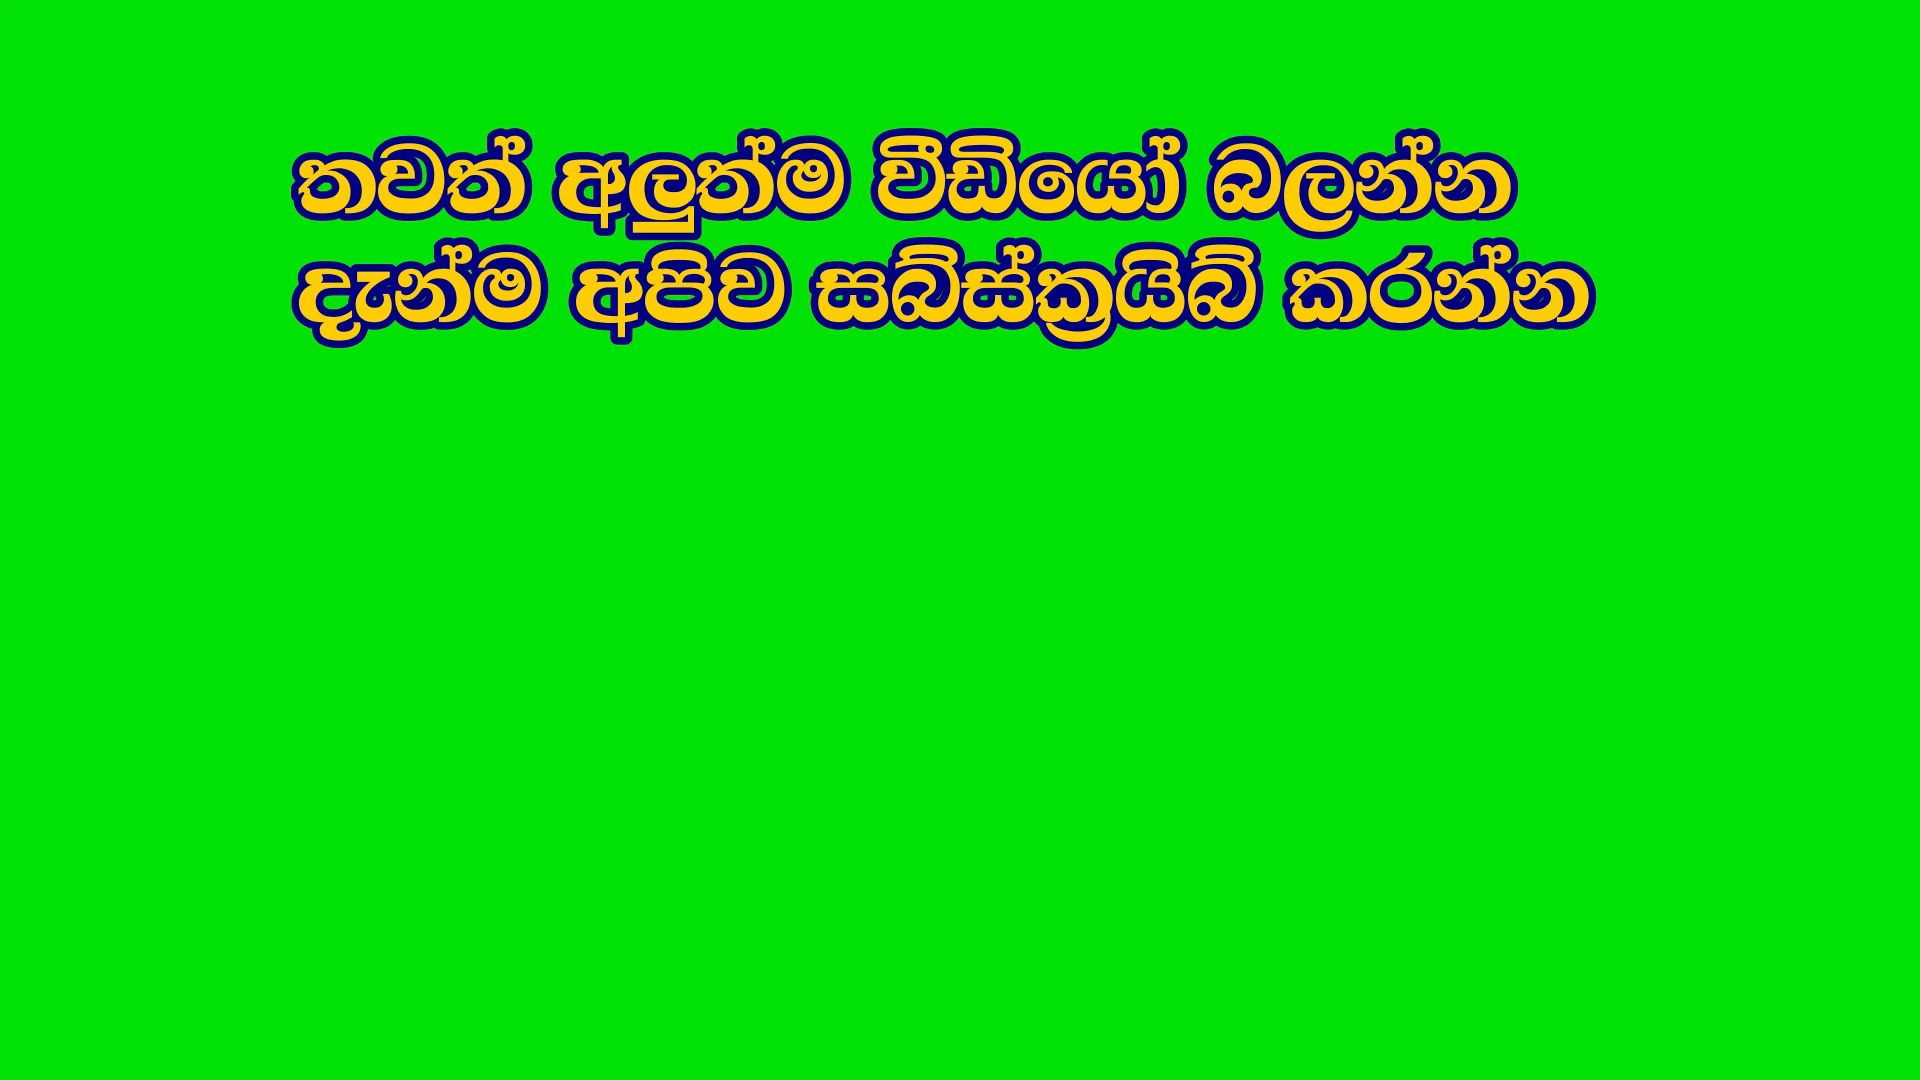 තවත් අලුත්ම වීඩියෝ බලන්න
දැන්ම අපිව සබ්ස්ක්‍රයිබ් කරන්න